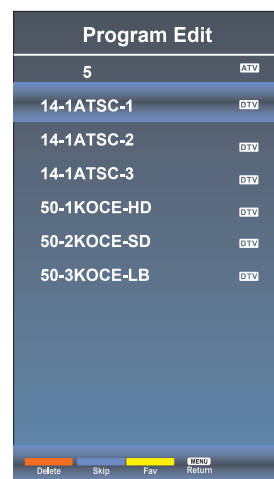 Program Edit
5 ATV
14-1ATSC-1 DTV
14-1ATSC-2 DTV
14-1ATSC-3 DTV
50-1KOCE-HD DTV
50-2KOCE-SD DTV
50-3KOCE-LB DTV
MENU
Delete Skip Fav Return